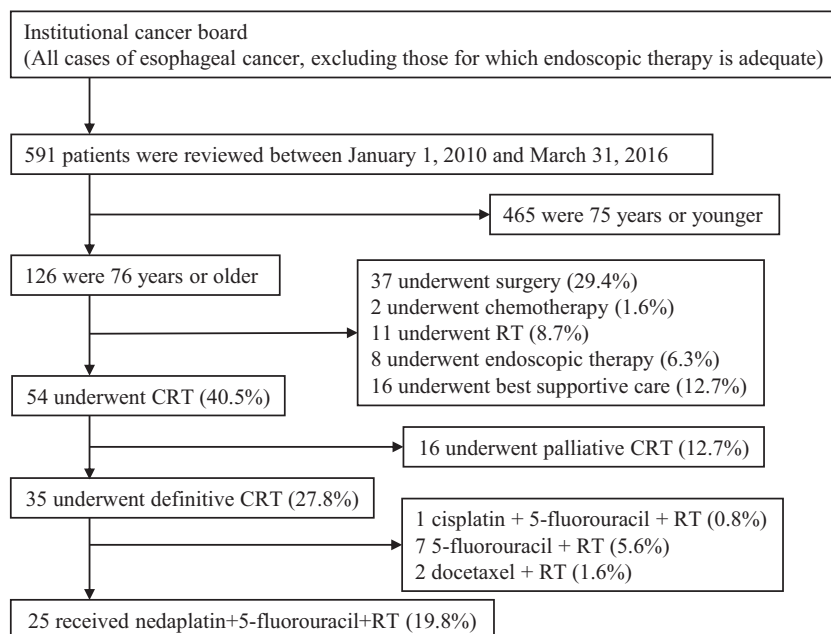 Institutional cancer board
(All cases of esophageal cancer, excluding those for which endoscopic therapy is adequate)
591 patients were reviewed between January 1, 2010 and March 31, 2016
465 were 75 years or younger
126 were 76 years or older
37 underwent surgery (29.4%)
2 underwent chemotherapy (1.6%)
11 underwent RT (8.7%)
8 underwent endoscopic therapy (6.3%)
16 underwent best supportive care (12.7%)
54 underwent CRT (40.5%)
16 underwent palliative CRT (12.7%)
35 underwent definitive CRT (27.8%)
1 cisplatin + 5-fluorouracil + RT (0.8%)
7 5-fluorouracil + RT (5.6%)
2 docetaxel + RT (1.6%)
25 received nedaplatin+5-fluorouracil+RT (19.8%)